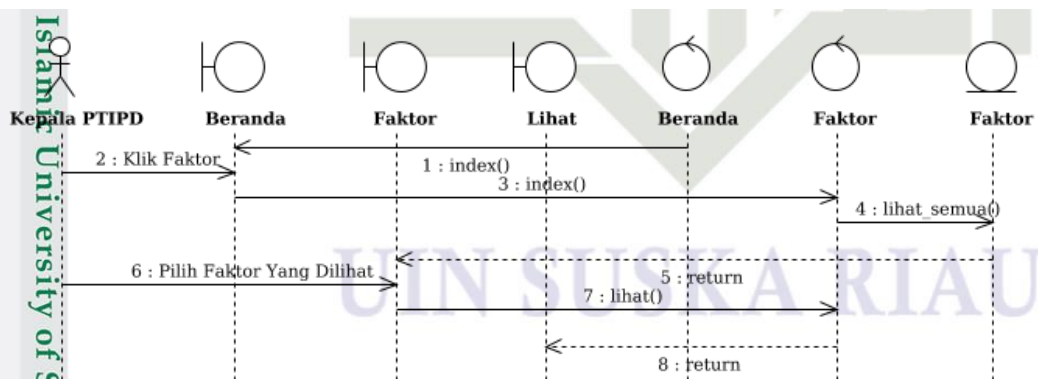 Islamic University of S
Kepala PTIPD
Beranda
Faktor
Lihat
Beranda
Faktor
Faktor
1 : index()
2 : Klik Faktor
3 : index()
4 : lihat_semua()
5 : return
6 : Pilih Faktor Yang Dilihat
7 : lihat()
8 : return
UIN SUSKA RIAU